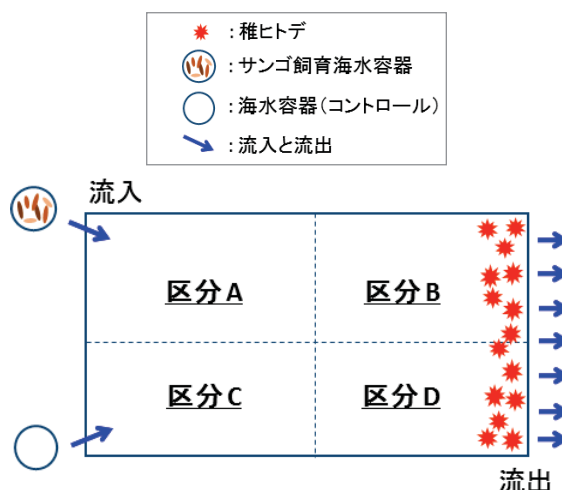 ：稚ヒトデ
：サンゴ飼育海水容器
：海水容器（コントロール）
：流入と流出
流入
区分A
区分B
区分C
区分D
流出